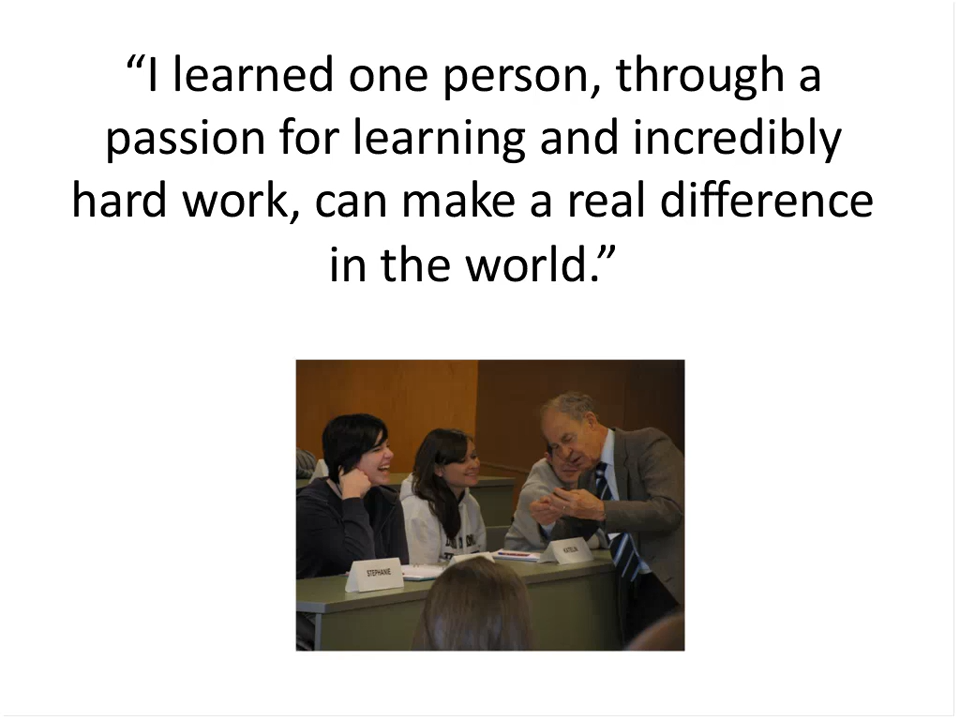 “I learned one person, through a
passion for learning and incredibly
hard work, can make a real difference
in the world.”
STEPHANIE
KATELIN